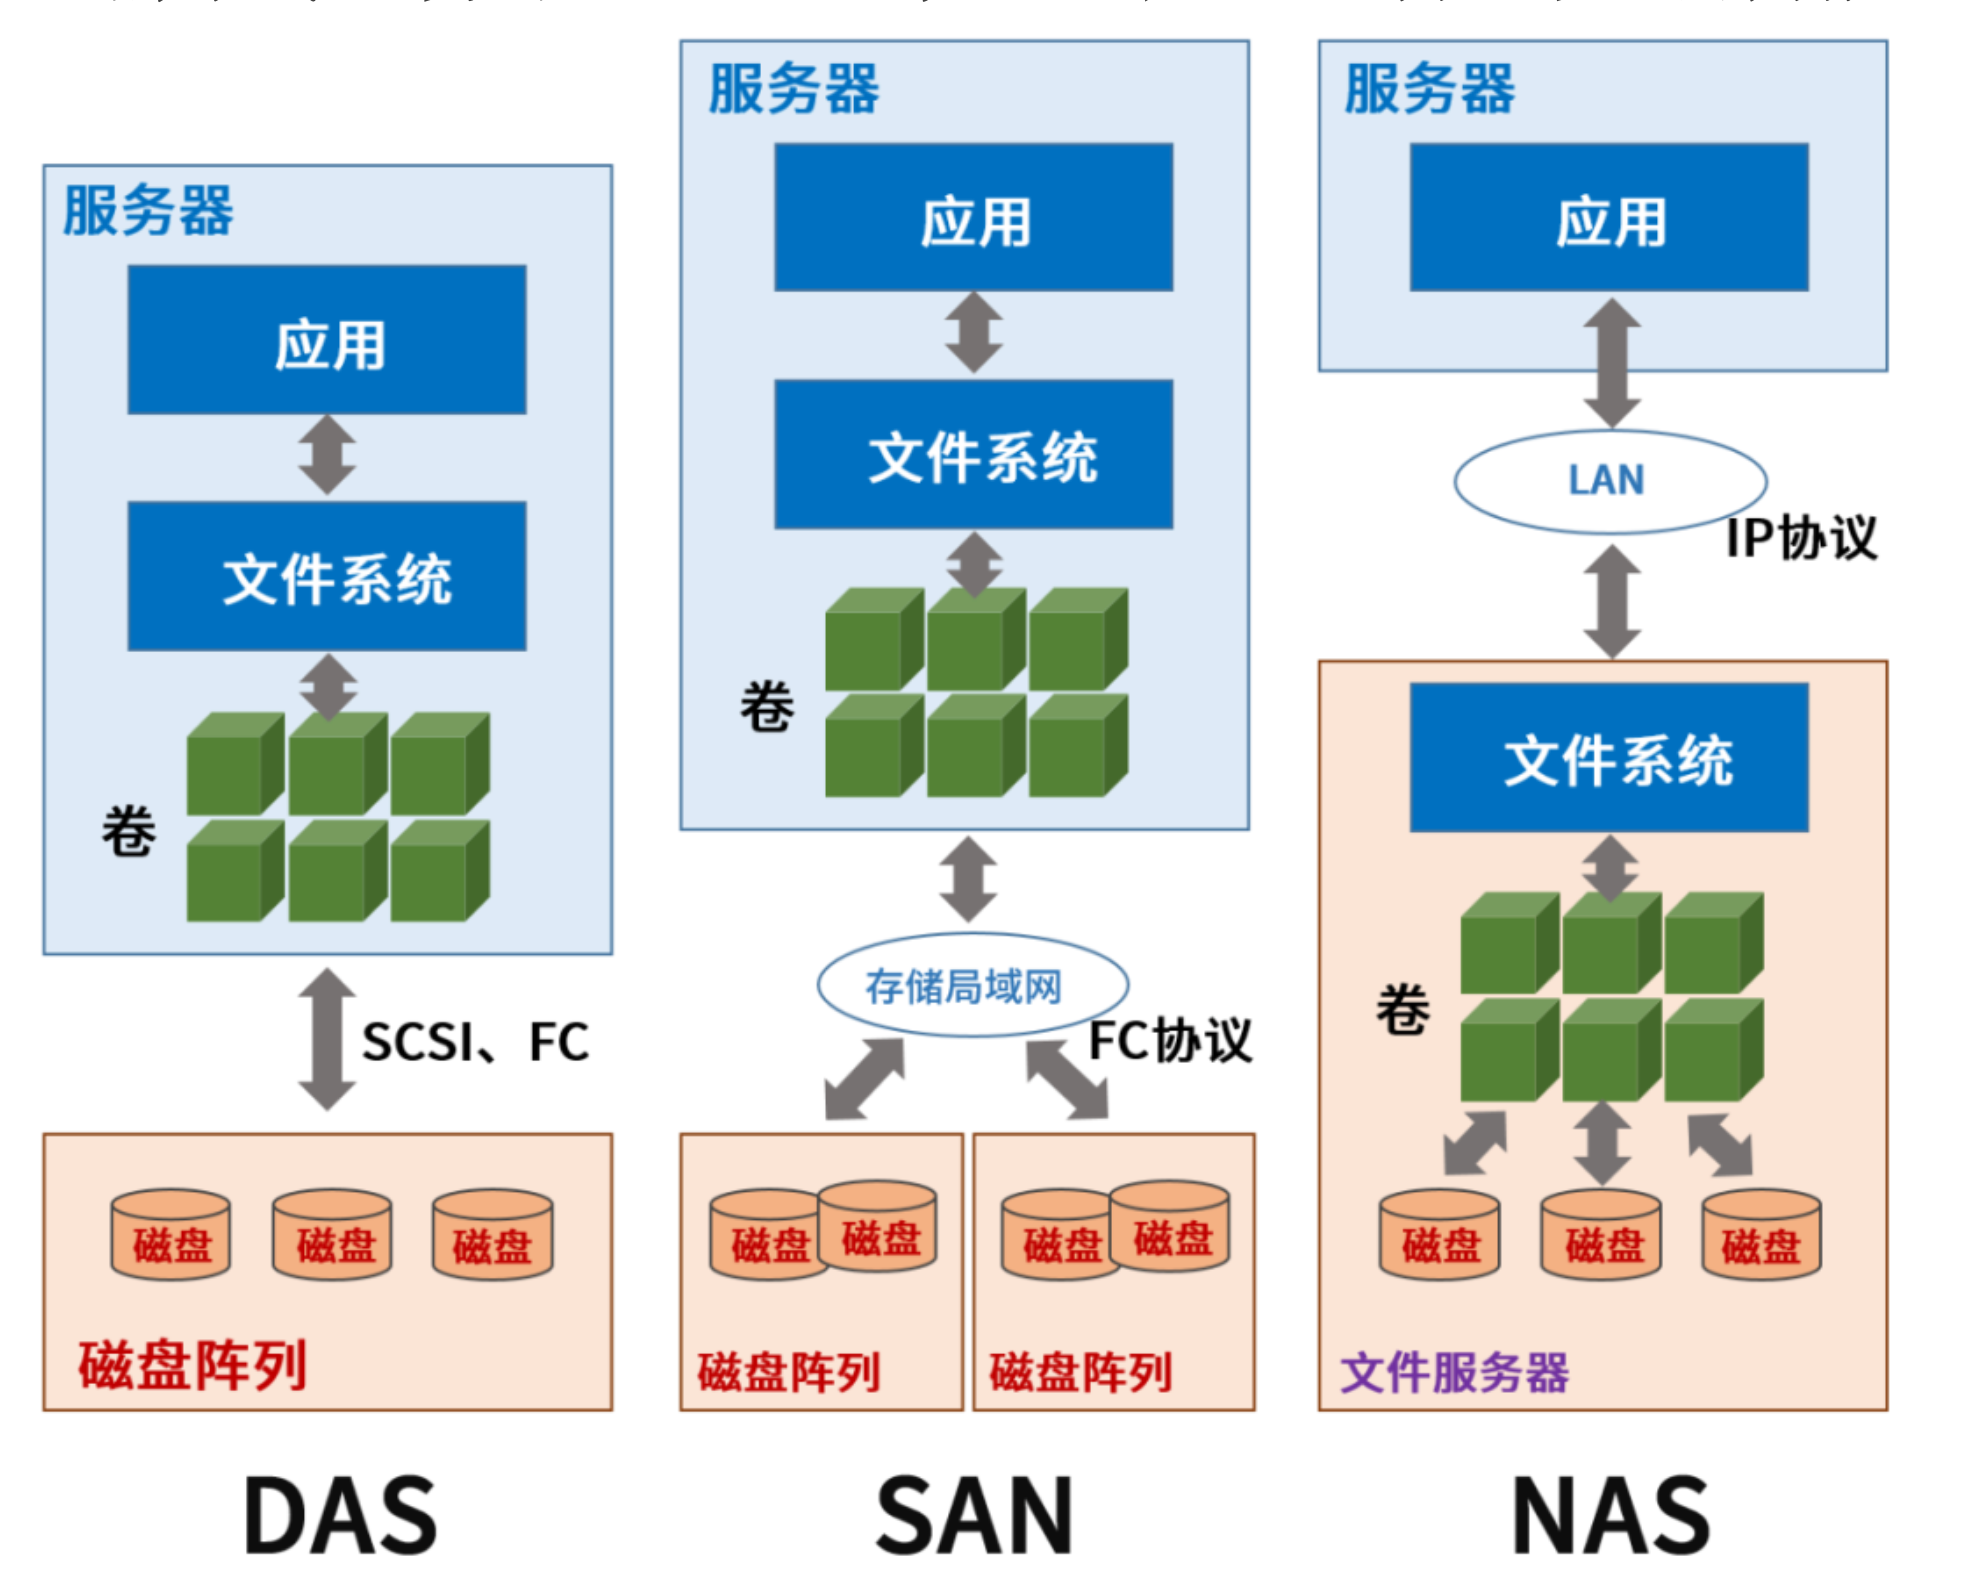 服务器
应用
文件系统
卷
SCSI、FC
磁盘 磁盘 磁盘
磁盘阵列
DAS
服务器
应用
文件系统
卷
存储局域网
FC协议
磁盘 磁盘 磁盘 磁盘
磁盘阵列 磁盘阵列
SAN
服务器
应用
LAN
IP协议
文件系统
卷
磁盘 磁盘 磁盘
文件服务器
NAS